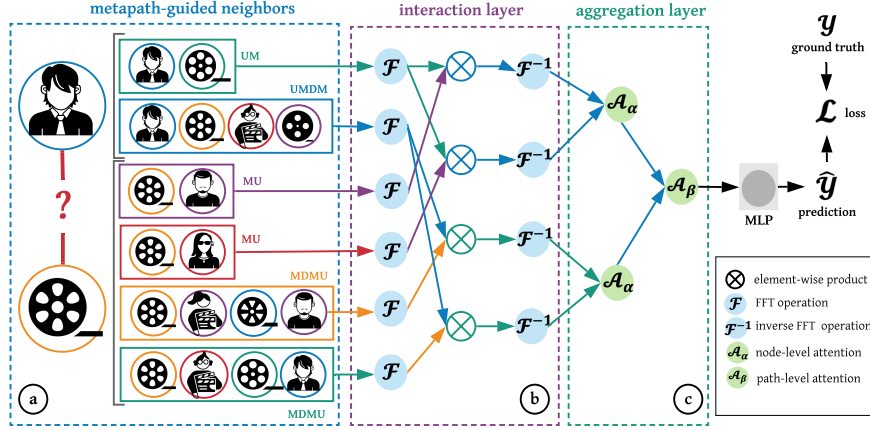 metapath-guided neighbors
interaction layer
aggregation layer
UM
UMDM
MU
MU
MDMU
MDMU
?
ℱ
ℱ
ℱ
ℱ
ℱ
ℱ
ℱ⁻¹
ℱ⁻¹
ℱ⁻¹
ℱ⁻¹
𝒜α
𝒜α
𝒜β
MLP
𝒴
ground truth
ℒ loss
𝒴̂
prediction
element-wise product
ℱ FFT operation
ℱ⁻¹ inverse FFT operation
𝒜α node-level attention
𝒜β path-level attention
a
b
c